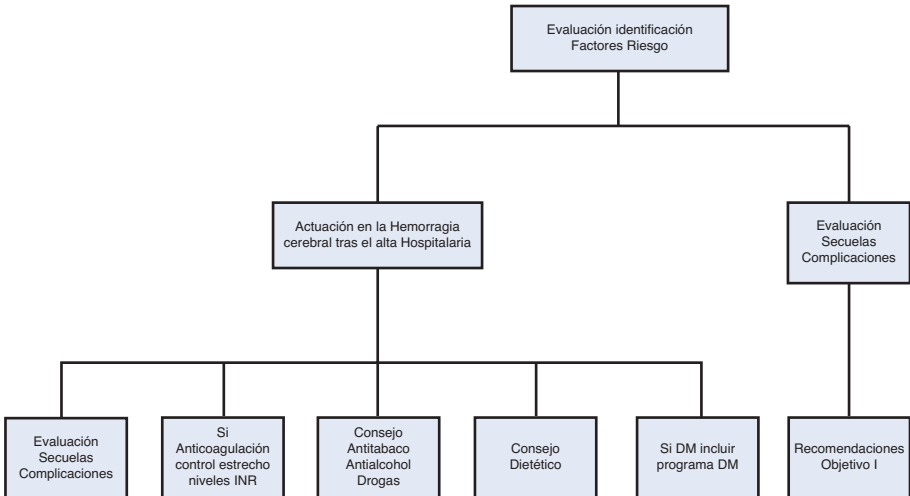 Evaluación identificación
Factores Riesgo
Actuación en la Hemorragia
cerebral tras el alta Hospitalaria
Evaluación
Secuelas
Complicaciones
Evaluación
Secuelas
Complicaciones
Si
Anticoagulación
control estrecho
niveles INR
Consejo
Antitabaco
Antialcohol
Drogas
Consejo
Dietético
Si DM incluir
programa DM
Recomendaciones
Objetivo I